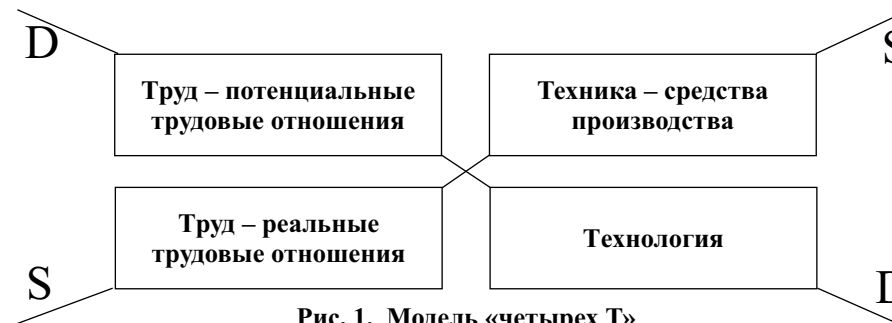 D
S
Труд – потенциальные
трудовые отношения
Техника – средства
производства
Труд – реальные
трудовые отношения
Технология
S
D
Рис. 1. Модель «четырех Т»